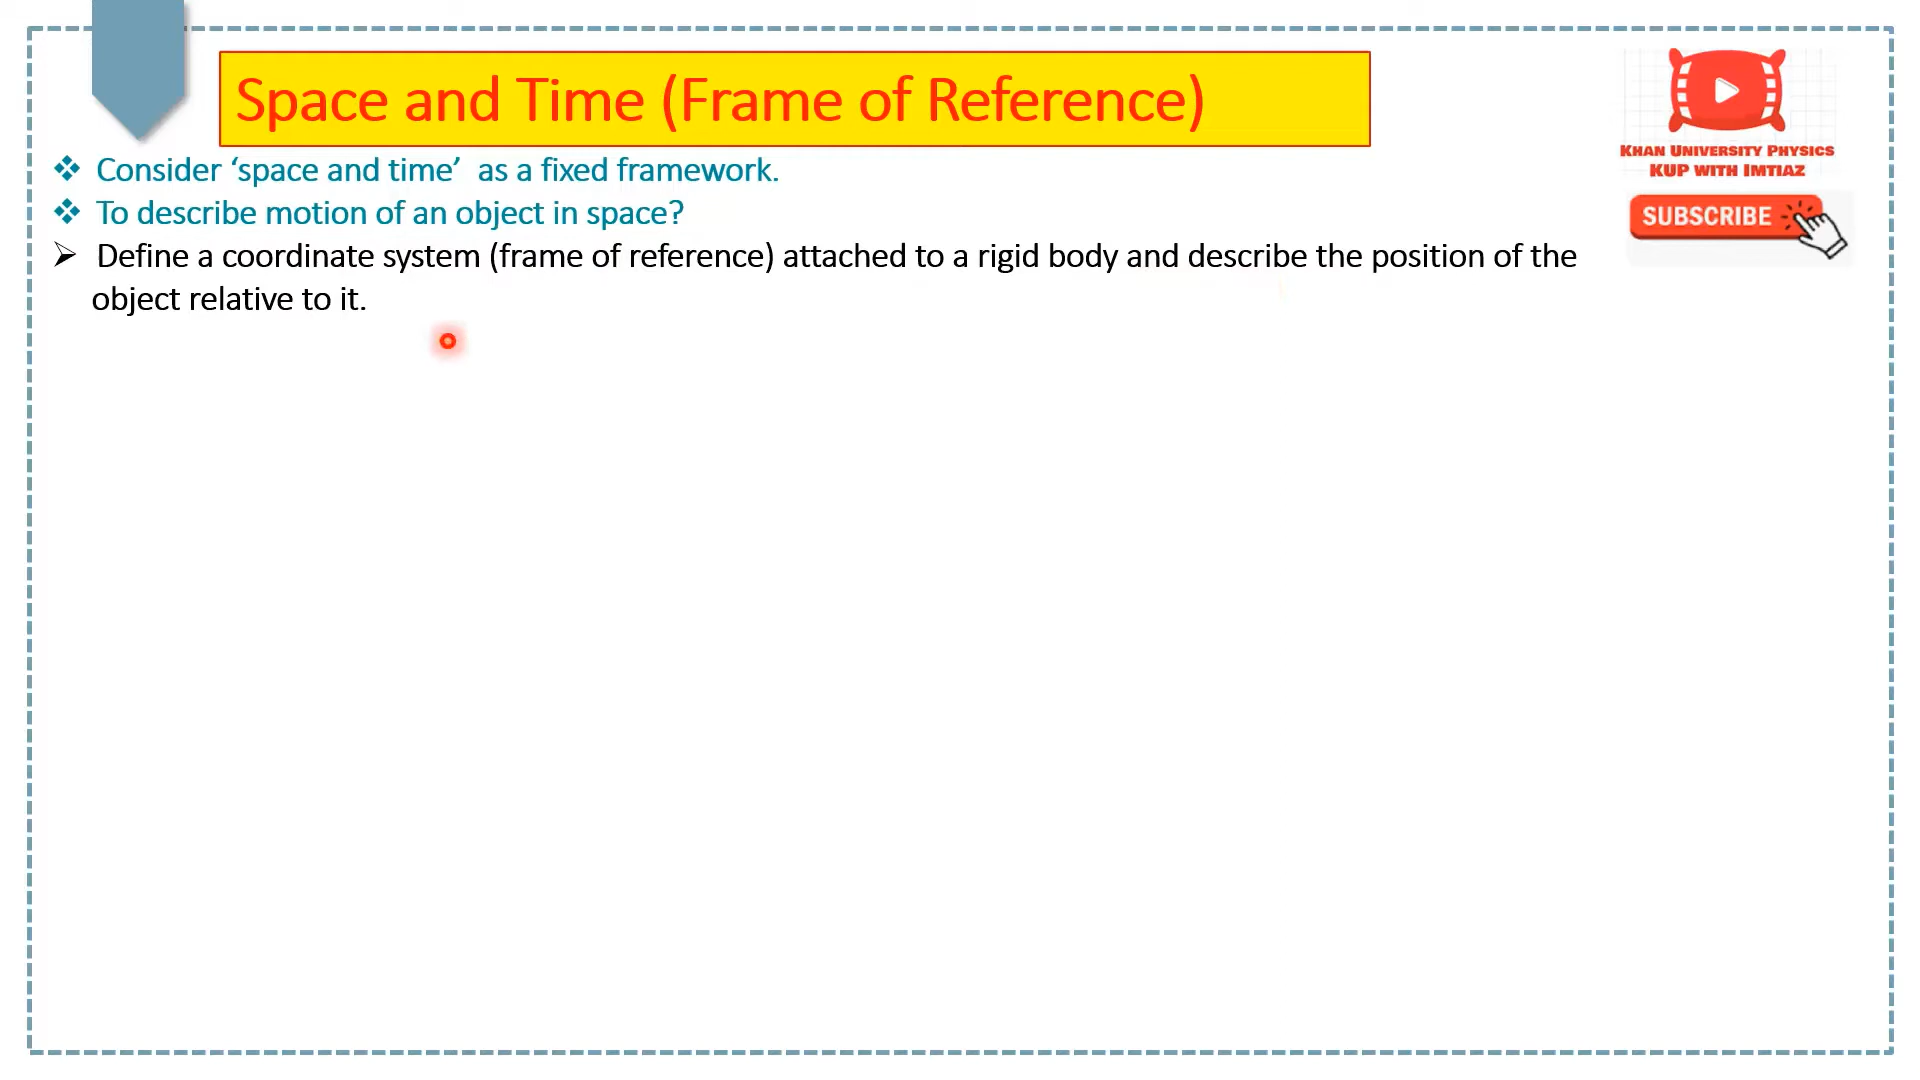 Space and Time (Frame of Reference)
KHAN UNIVERSITY PHYSICS
KUP WITH IMTIAZ
SUBSCRIBE
❖ Consider ‘space and time’ as a fixed framework.
❖ To describe motion of an object in space?
➢ Define a coordinate system (frame of reference) attached to a rigid body and describe the position of the
object relative to it.